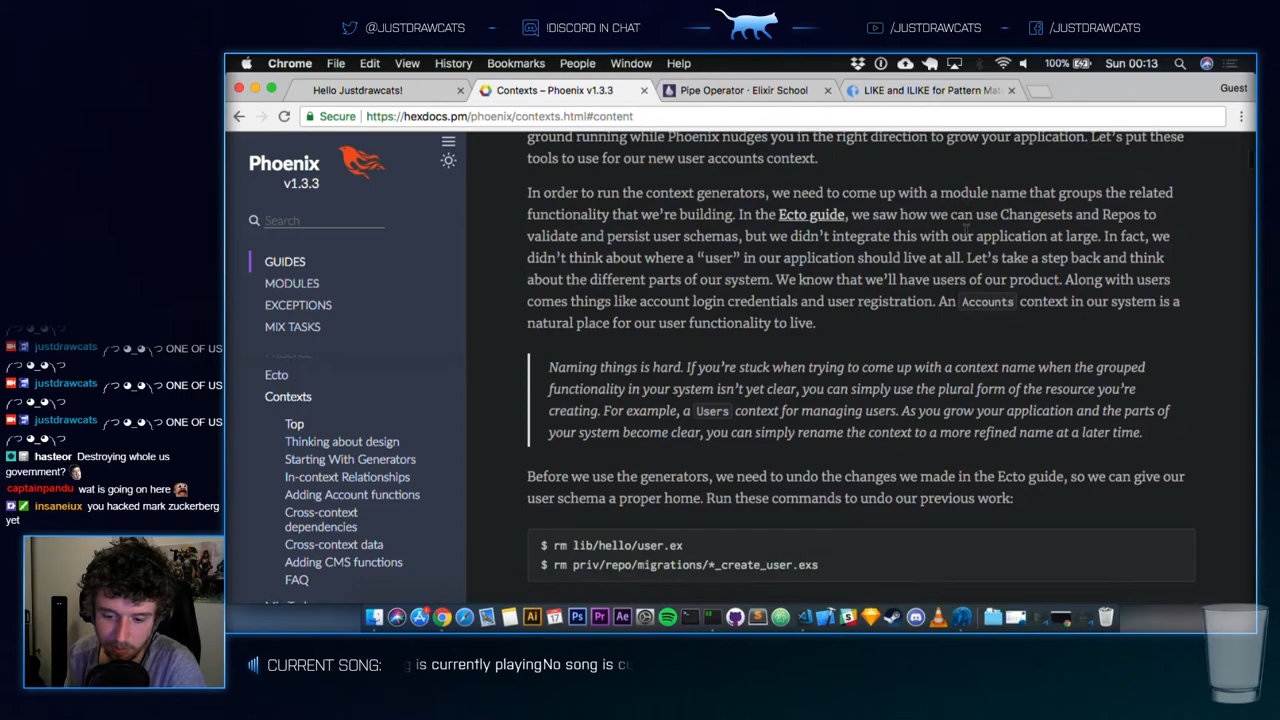 @JUSTDRAWCATS
!DISCORD IN CHAT
/JUSTDRAWCATS
/JUSTDRAWCATS
Chrome File Edit View History Bookmarks People Window Help
100% Sun 00:13
Hello Justdrawcats!
Contexts – Phoenix v1.3.3
Pipe Operator · Elixir School
LIKE and ILIKE for Pattern Mat
Guest
Secure https://hexdocs.pm/phoenix/contexts.html#content
Phoenix
v1.3.3
Search
GUIDES
MODULES
EXCEPTIONS
MIX TASKS
Ecto
Contexts
Top
Thinking about design
Starting With Generators
In-context Relationships
Adding Account functions
Cross-context
dependencies
Cross-context data
Adding CMS functions
FAQ
ground running while Phoenix nudges you in the right direction to grow your application. Let’s put these
tools to use for our new user accounts context.
In order to run the context generators, we need to come up with a module name that groups the related
functionality that we’re building. In the Ecto guide, we saw how we can use Changesets and Repos to
validate and persist user schemas, but we didn’t integrate this with our application at large. In fact, we
didn’t think about where a “user” in our application should live at all. Let’s take a step back and think
about the different parts of our system. We know that we’ll have users of our product. Along with users
comes things like account login credentials and user registration. An Accounts context in our system is a
natural place for our user functionality to live.
Naming things is hard. If you’re stuck when trying to come up with a context name when the grouped
functionality in your system isn’t yet clear, you can simply use the plural form of the resource you’re
creating. For example, a Users context for managing users. As you grow your application and the parts of
your system become clear, you can simply rename the context to a more refined name at a later time.
Before we use the generators, we need to undo the changes we made in the Ecto guide, so we can give our
user schema a proper home. Run these commands to undo our previous work:
$ rm lib/hello/user.ex
$ rm priv/repo/migrations/*_create_user.exs
justdrawcats ONE OF US
justdrawcats ONE OF US
justdrawcats ONE OF US
hasteor Destroying whole us
government?
captainpandu wat is going on here
insaneiux you hacked mark zuckerberg
yet
CURRENT SONG: g is currently playingNo song is cu